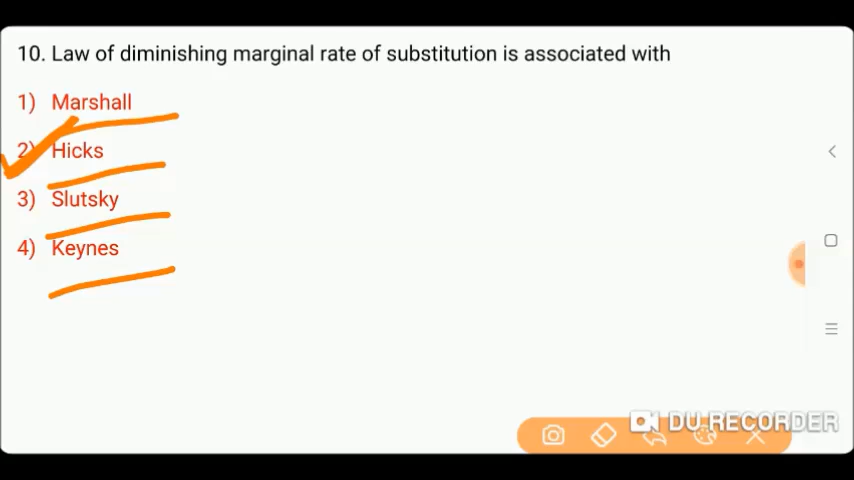 10. Law of diminishing marginal rate of substitution is associated with
1) Marshall
2) Hicks
3) Slutsky
4) Keynes
DU RECORDER